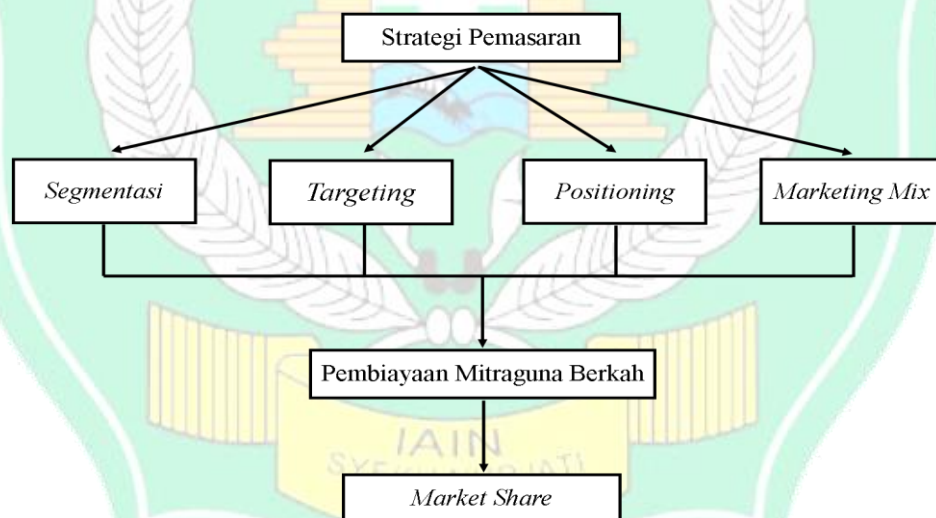 Strategi Pemasaran
Segmentasi
Targeting
Positioning
Marketing Mix
Pembiayaan Mitraguna Berkah
IAIN
Market Share